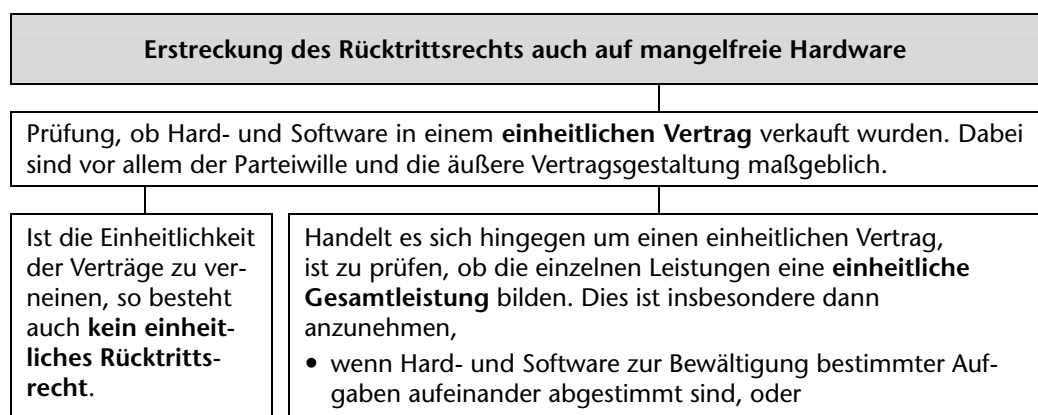 Erstreckung des Rücktrittsrechts auch auf mangelfreie Hardware
Prüfung, ob Hard- und Software in einem einheitlichen Vertrag verkauft wurden. Dabei
sind vor allem der Parteiwille und die äußere Vertragsgestaltung maßgeblich.
Ist die Einheitlichkeit
der Verträge zu ver-
neinen, so besteht
auch kein einheit-
liches Rücktritts-
recht.
Handelt es sich hingegen um einen einheitlichen Vertrag,
ist zu prüfen, ob die einzelnen Leistungen eine einheitliche
Gesamtleistung bilden. Dies ist insbesondere dann
anzunehmen,
• wenn Hard- und Software zur Bewältigung bestimmter Auf-
gaben aufeinander abgestimmt sind, oder